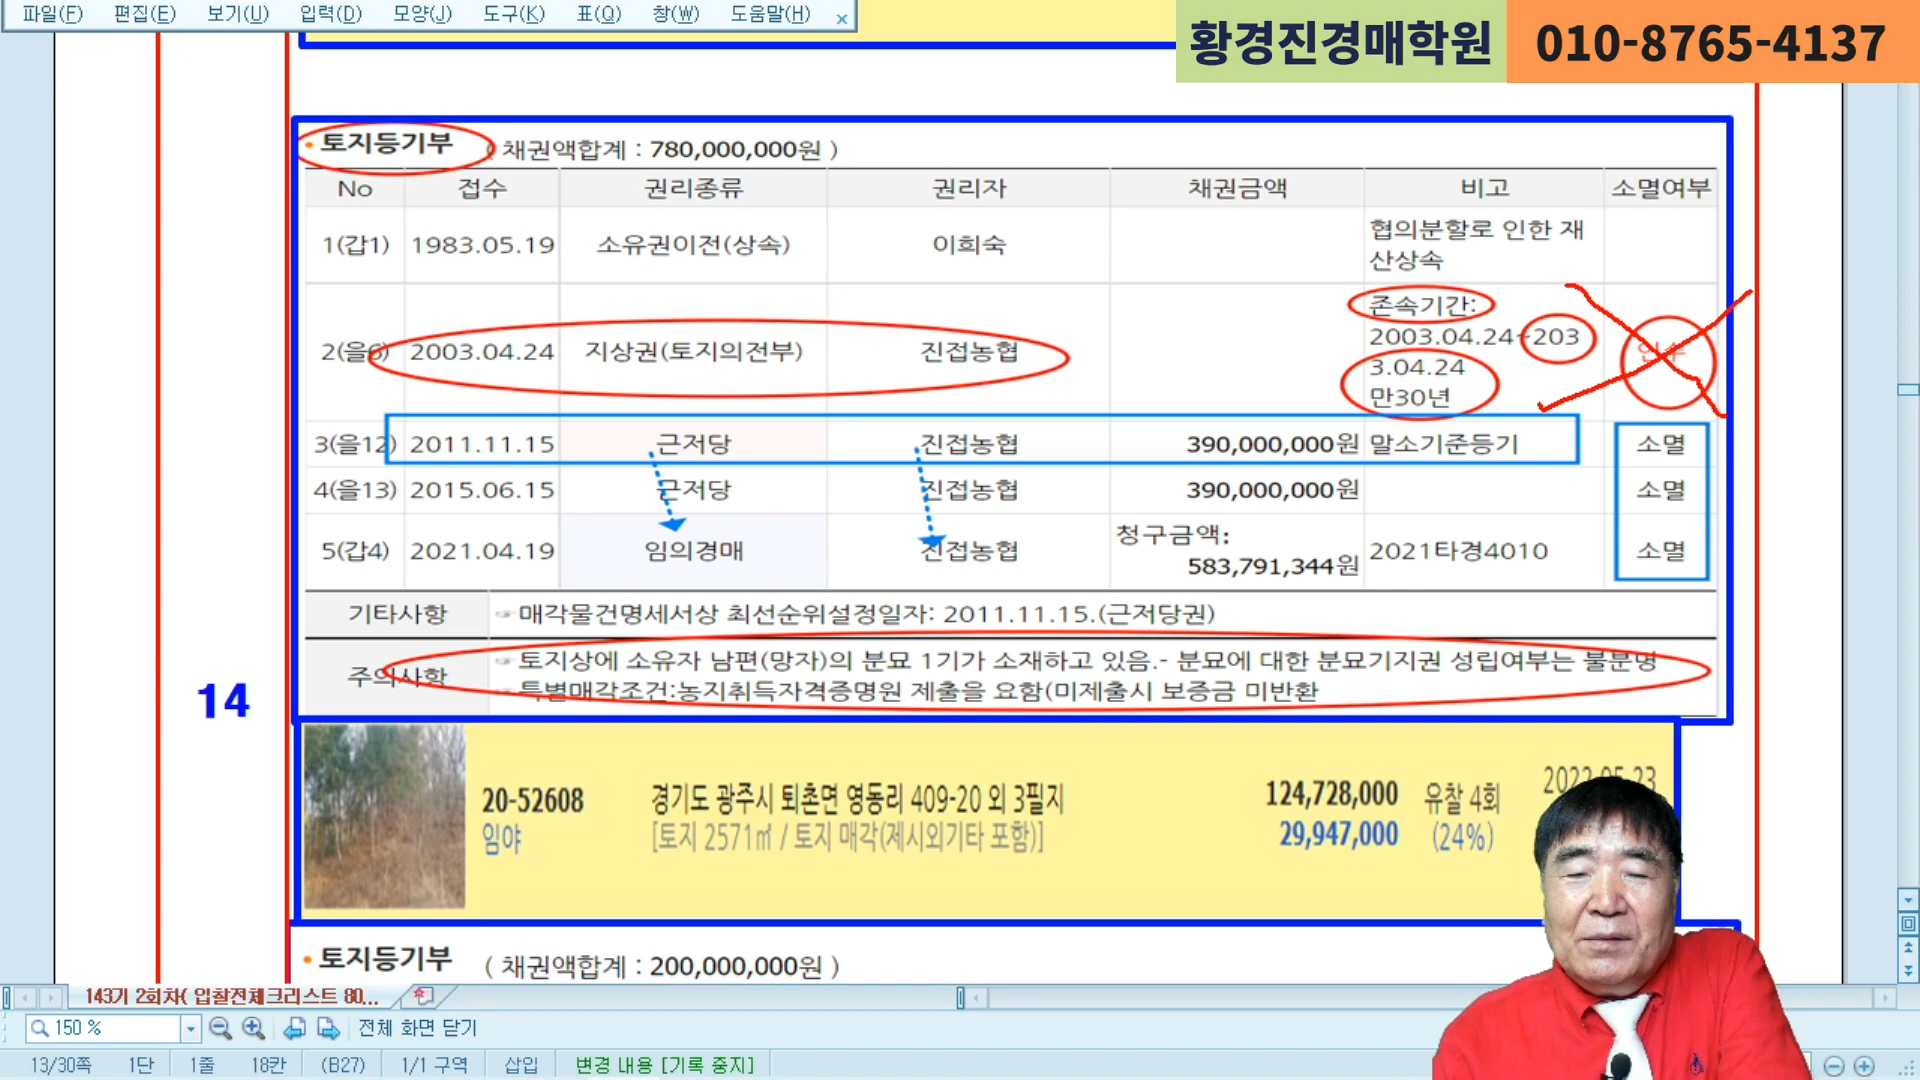 파일(F) 편집(E) 보기(U) 입력(D) 모양(J) 도구(K) 표(Q) 창(W) 도움말(H) x
황경진경매학원 010-8765-4137
• 토지등기부 ( 채권액합계 : 780,000,000원 )
No 접수 권리종류 권리자 채권금액 비고 소멸여부
1(갑1) 1983.05.19 소유권이전(상속) 이희숙 협의분할로 인한 재
산상속
존속기간:
2(을6) 2003.04.24 지상권(토지의전부) 진접농협 2003.04.24~203 인수
3.04.24
만30년
3(을12) 2011.11.15 근저당 진접농협 390,000,000원 말소기준등기 소멸
4(을13) 2015.06.15 근저당 진접농협 390,000,000원 소멸
5(갑4) 2021.04.19 임의경매 진접농협 청구금액: 2021타경4010 소멸
583,791,344원
기타사항 ☞매각물건명세서상 최선순위설정일자: 2011.11.15.(근저당권)
주의사항 ☞토지상에 소유자 남편(망자)의 분묘 1기가 소재하고 있음.- 분묘에 대한 분묘기지권 성립여부는 불분명
☞특별매각조건:농지취득자격증명원 제출을 요함(미제출시 보증금 미반환
14
20-52608 경기도 광주시 퇴촌면 영동리 409-20 외 3필지 124,728,000 유찰 4회 2022.05.23
임야 [토지 2571㎡ / 토지 매각(제시외기타 포함)] 29,947,000 (24%)
• 토지등기부 ( 채권액합계 : 200,000,000원 )
143기 2회차( 입찰전체크리스트 80...
150 % 전체 화면 닫기
13/30쪽 1단 1줄 18칸 (B27) 1/1 구역 삽입 변경 내용 [기록 중지]